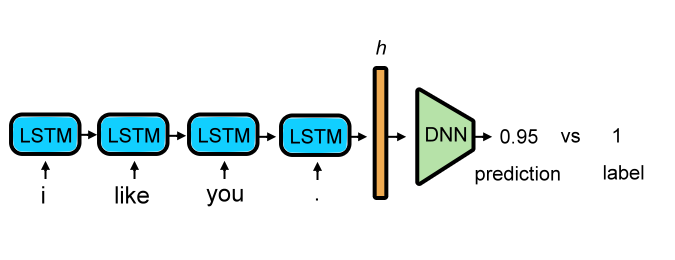 h
LSTM LSTM LSTM LSTM DNN 0.95 vs 1
prediction label
i like you .